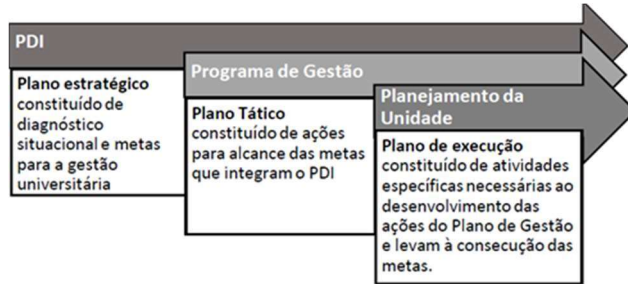 PDI
Plano estratégico
constituído de
diagnóstico
situacional e metas
para a gestão
universitária
Programa de Gestão
Plano Tático
constituído de ações
para alcance das metas
que integram o PDI
Planejamento da
Unidade
Plano de execução
constituído de atividades
específicas necessárias ao
desenvolvimento das
ações do Plano de Gestão
e levam à consecução das
metas.